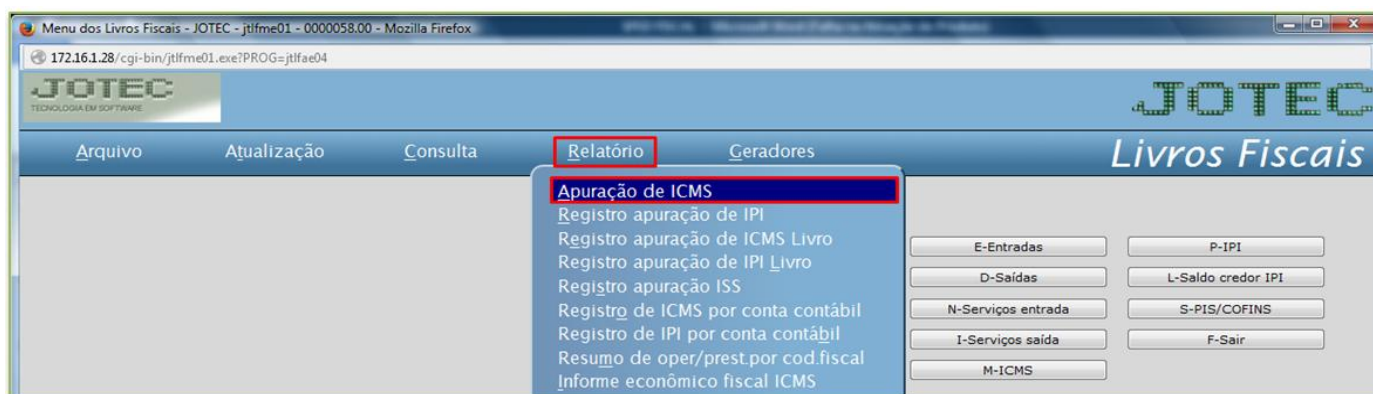 Menu dos Livros Fiscais - JOTEC - jtlfme01 - 0000058.00 - Mozilla Firefox
172.16.1.28/cgi-bin/jtlfme01.exe?PROG=jtlfae04
JOTEC
TECNOLOGIA EM SOFTWARE
JOTEC
Arquivo Atualização Consulta Relatório Geradores Livros Fiscais
Apuração de ICMS
Registro apuração de IPI
Registro apuração de ICMS Livro
Registro apuração de IPI Livro
Registro apuração ISS
Registro de ICMS por conta contábil
Registro de IPI por conta contábil
Resumo de oper/prest.por cod.fiscal
Informe econômico fiscal ICMS
E-Entradas P-IPI
D-Saídas L-Saldo credor IPI
N-Serviços entrada S-PIS/COFINS
I-Serviços saída F-Sair
M-ICMS